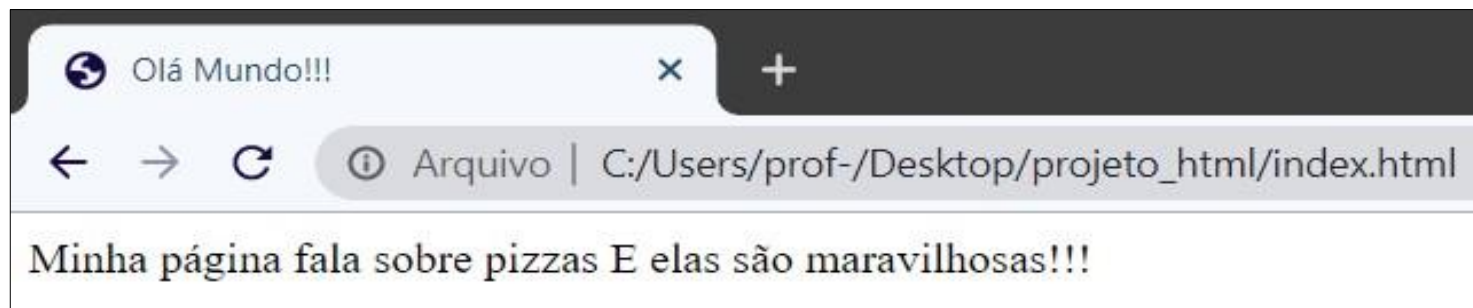 Olá Mundo!!!
Arquivo | C:/Users/prof-/Desktop/projeto_html/index.html
Minha página fala sobre pizzas E elas são maravilhosas!!!